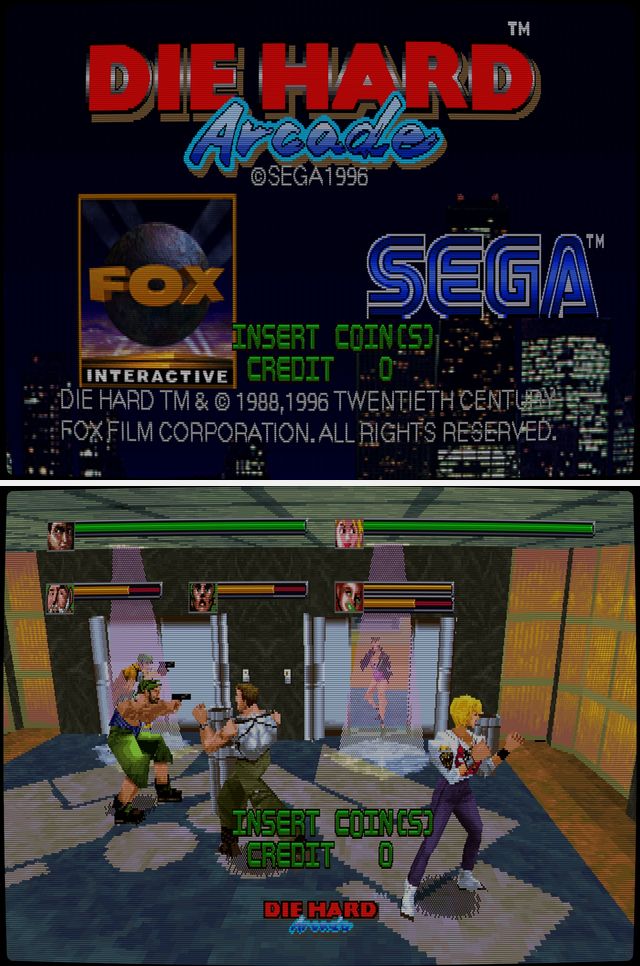 TM
DIE HARD
Arcade
©SEGA1996
FOX
INTERACTIVE
SEGA TM
INSERT COIN(S)
CREDIT 0
DIE HARD TM & © 1988,1996 TWENTIETH CENTURY
FOX FILM CORPORATION. ALL RIGHTS RESERVED.
INSERT COIN(S)
CREDIT 0
DIE HARD
Arcade